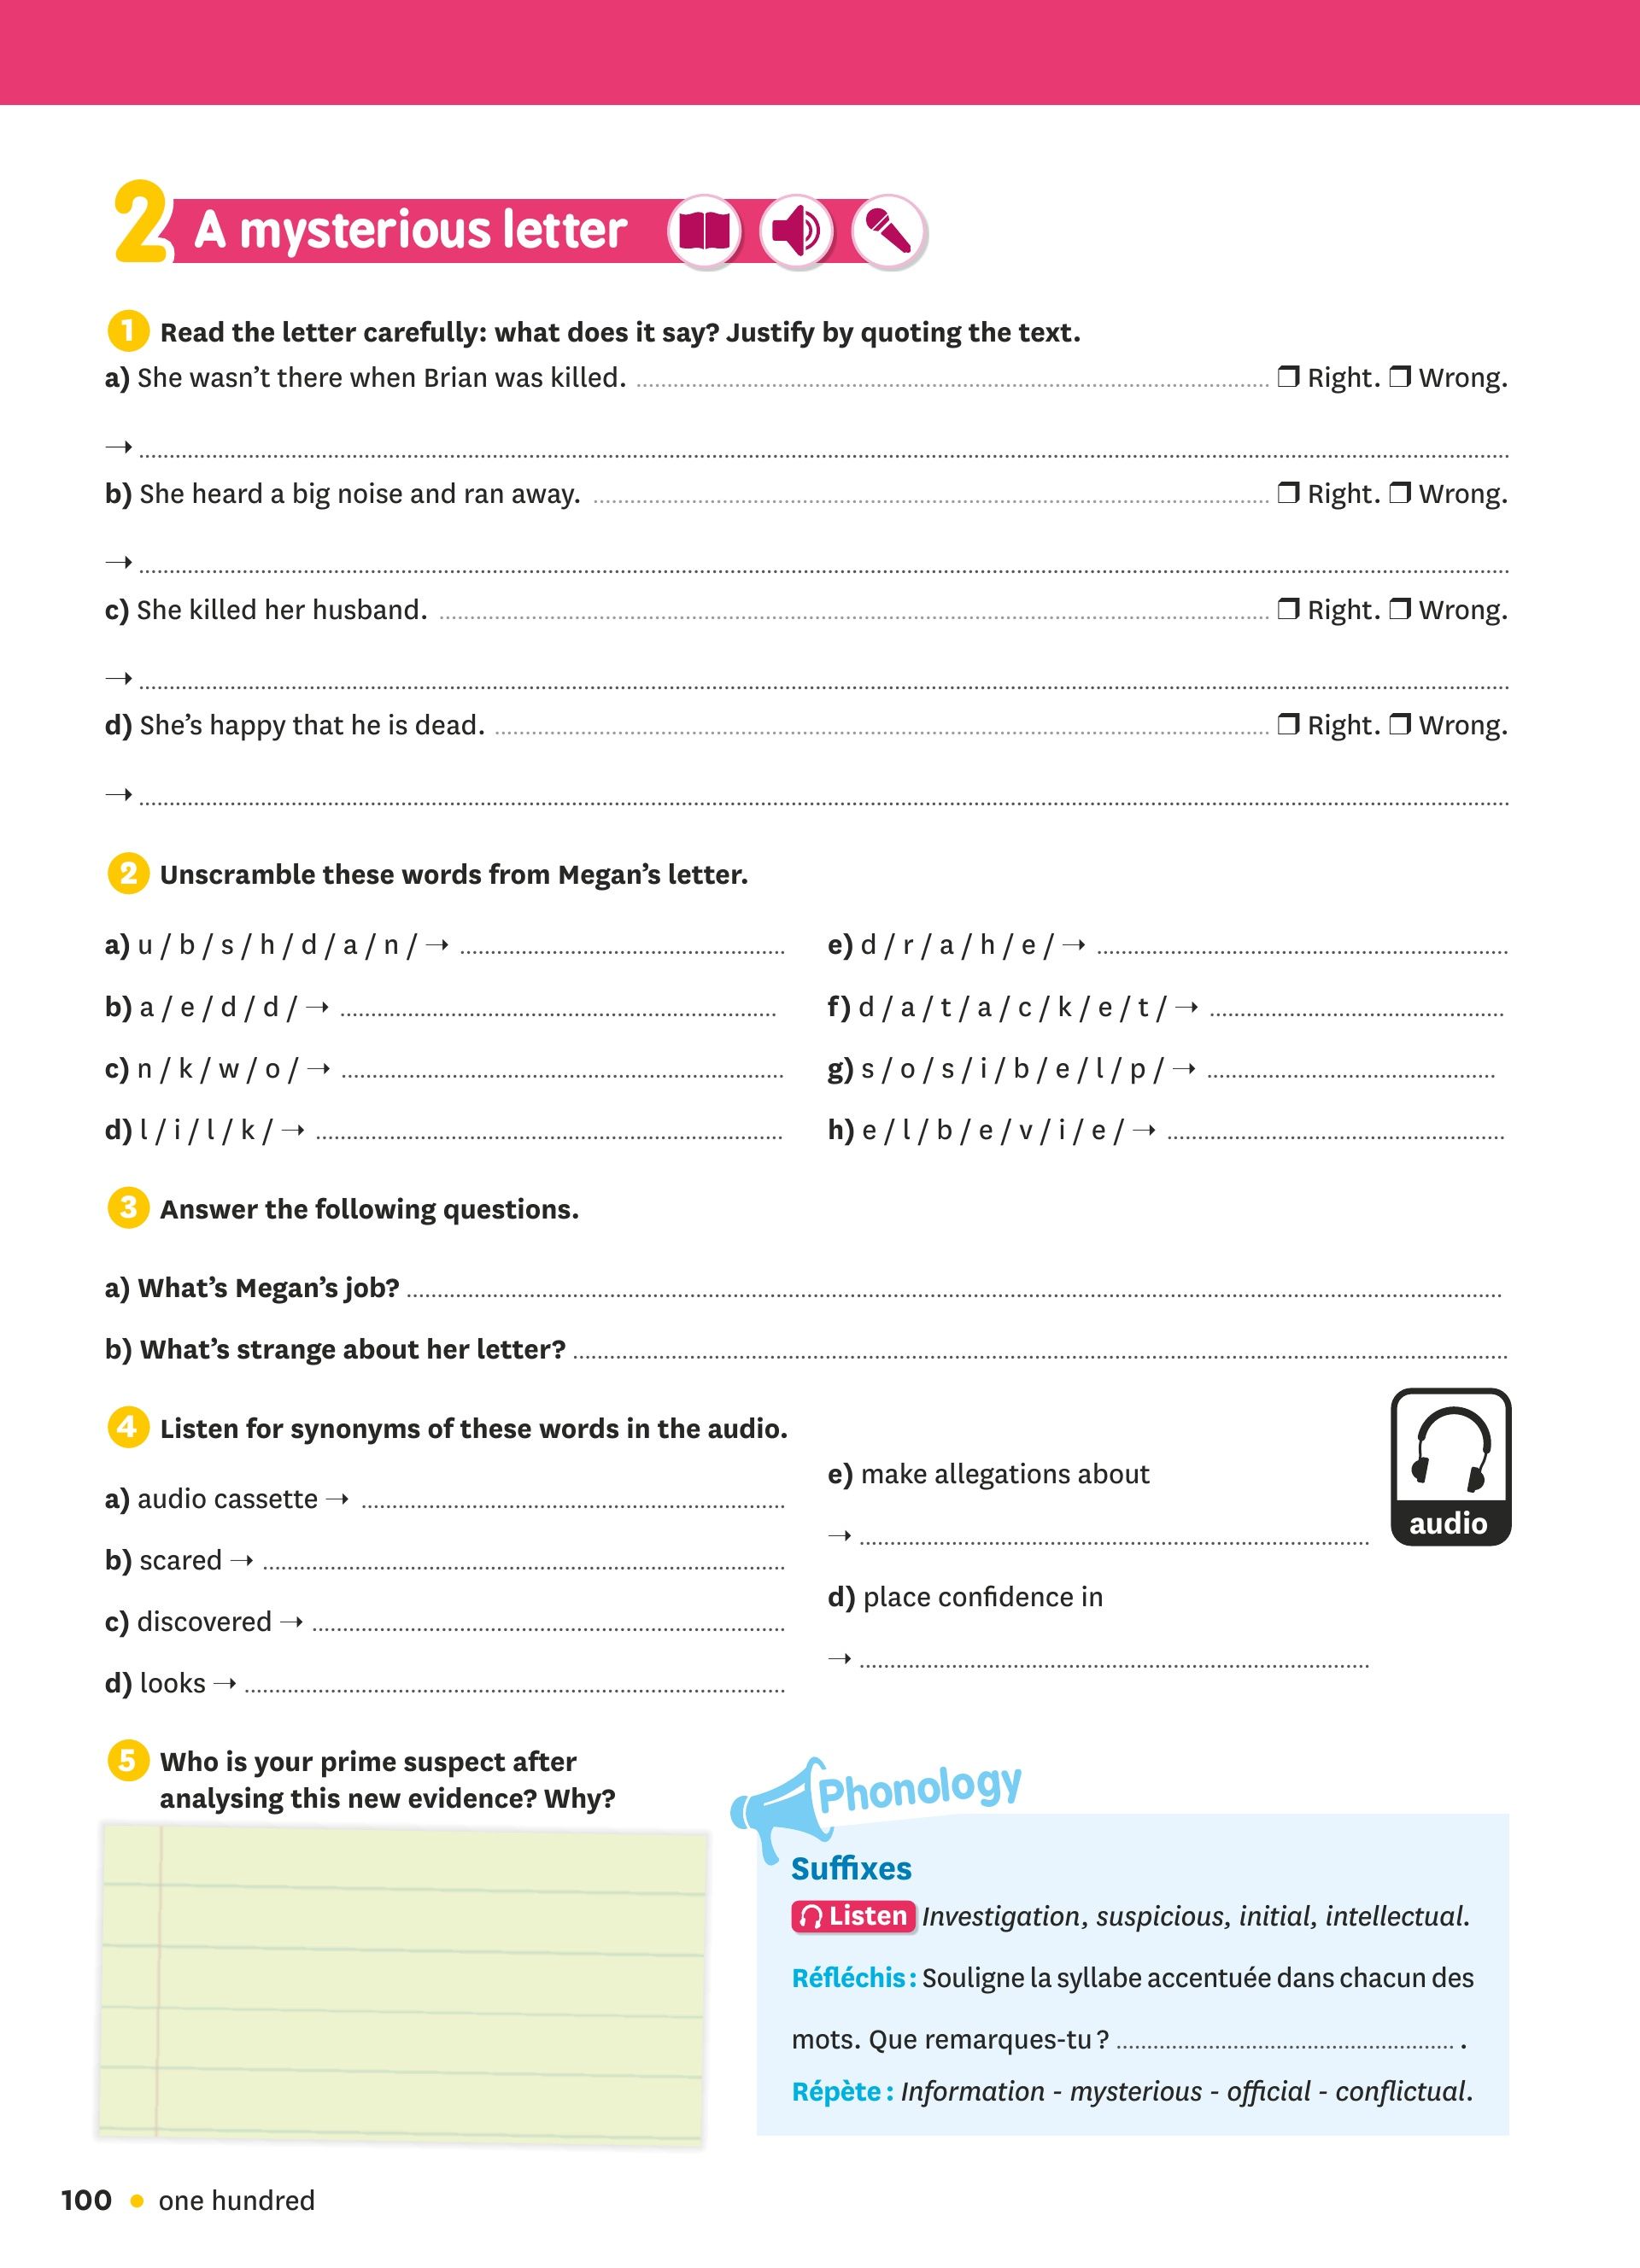 2 A mysterious letter
1 Read the letter carefully: what does it say? Justify by quoting the text.
a) She wasn't there when Brian was killed. ❒ Right. ❒ Wrong.
→
b) She heard a big noise and ran away. ❒ Right. ❒ Wrong.
→
c) She killed her husband. ❒ Right. ❒ Wrong.
→
d) She's happy that he is dead. ❒ Right. ❒ Wrong.
→
2 Unscramble these words from Megan's letter.
a) u / b / s / h / d / a / n / →
b) a / e / d / d / →
c) n / k / w / o / →
d) l / i / l / k / →
e) d / r / a / h / e / →
f) d / a / t / a / c / k / e / t / →
g) s / o / s / i / b / e / l / p / →
h) e / l / b / e / v / i / e / →
3 Answer the following questions.
a) What's Megan's job?
b) What's strange about her letter?
4 Listen for synonyms of these words in the audio.
a) audio cassette →
b) scared →
c) discovered →
d) looks →
e) make allegations about
→
d) place confidence in
→
audio
5 Who is your prime suspect after
analysing this new evidence? Why?
Phonology
Suffixes
Listen Investigation, suspicious, initial, intellectual.
Réfléchis : Souligne la syllabe accentuée dans chacun des
mots. Que remarques-tu ? .
Répète : Information - mysterious - official - conflictual.
100 • one hundred